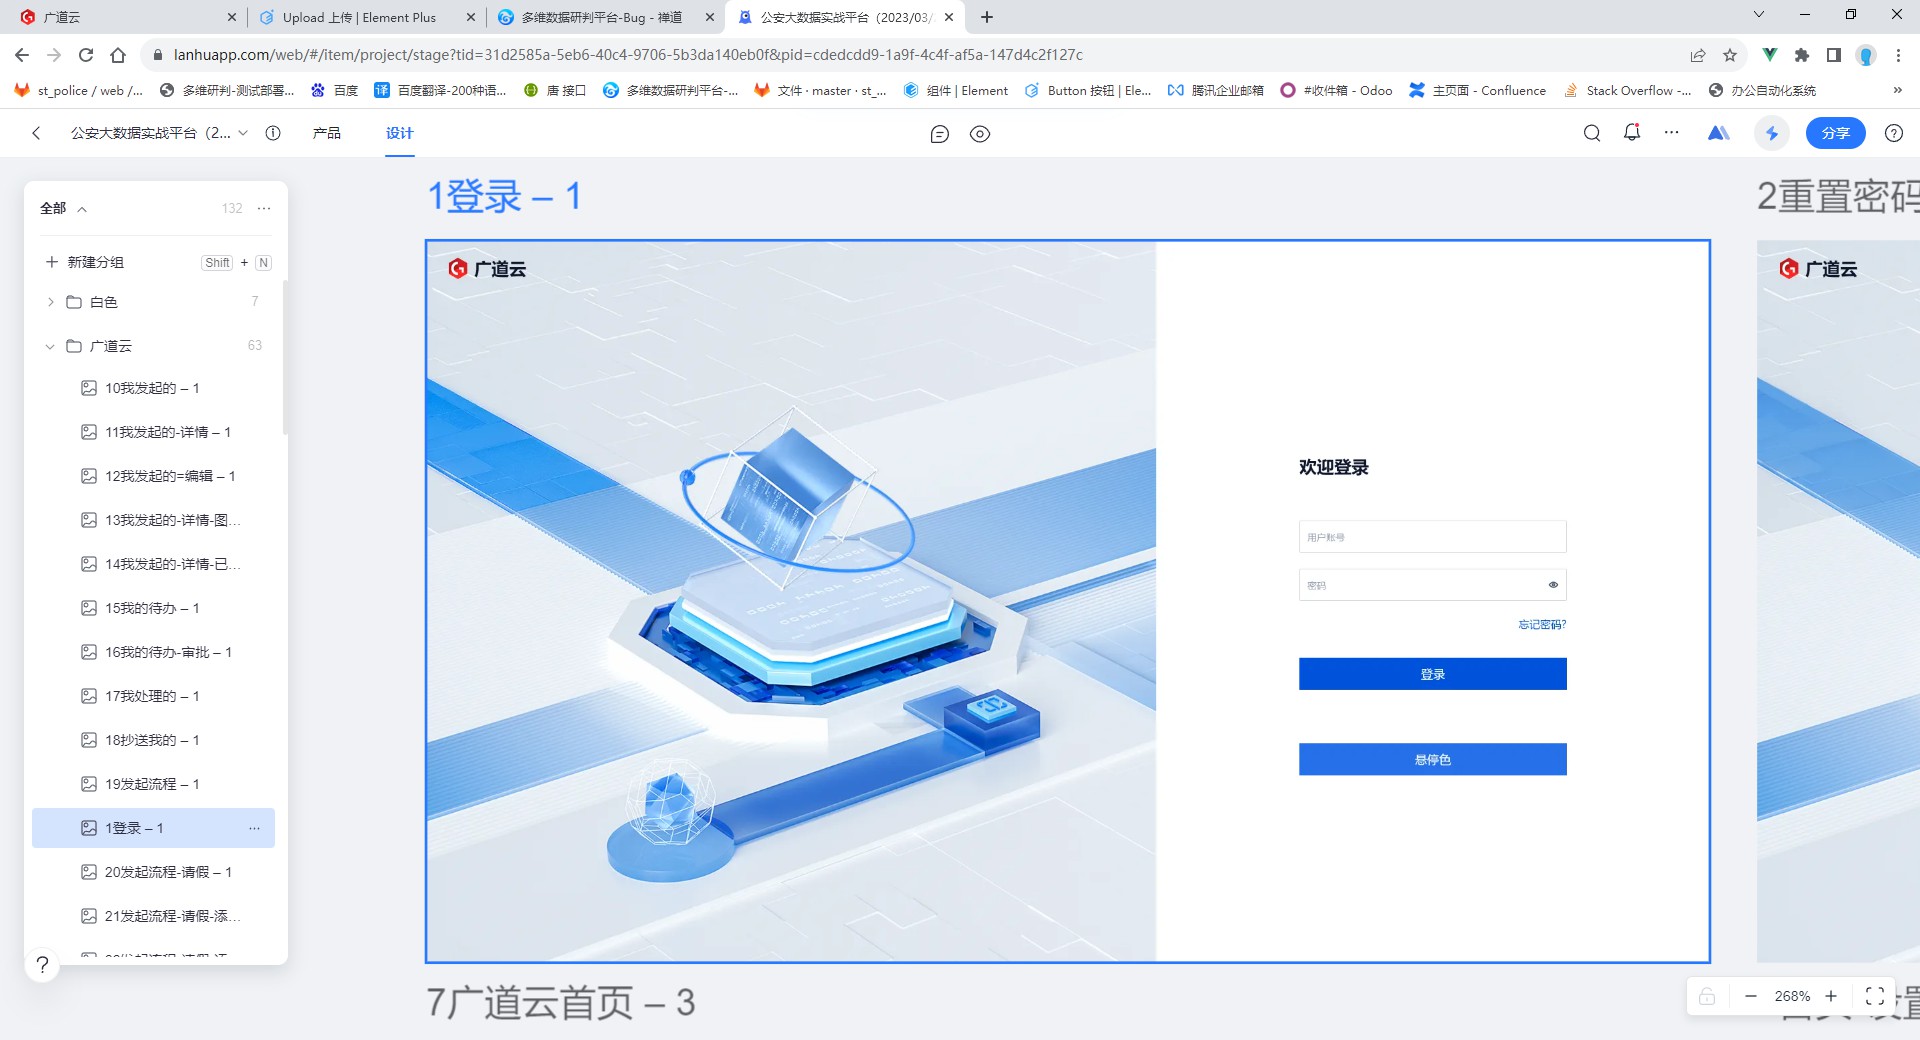 广道云
Upload 上传 | Element Plus
多维数据研判平台-Bug - 禅道
公安大数据实战平台（2023/03/
lanhuapp.com/web/#/item/project/stage?tid=31d2585a-5eb6-40c4-9706-5b3da140eb0f&pid=cdedcdd9-1a9f-4c4f-af5a-147d4c2f127c
st_police / web /...
多维研判-测试部署...
百度
百度翻译-200种语...
唐 接口
多维数据研判平台-...
文件 · master · st_...
组件 | Element
Button 按钮 | Ele...
腾讯企业邮箱
#收件箱 - Odoo
主页面 - Confluence
Stack Overflow -...
办公自动化系统
»
公安大数据实战平台（2...
产品
设计
分享
全部
132
新建分组
Shift + N
白色
7
广道云
63
10我发起的 – 1
11我发起的-详情 – 1
12我发起的=编辑 – 1
13我发起的-详情-图...
14我发起的-详情-已...
15我的待办 – 1
16我的待办-审批 – 1
17我处理的 – 1
18抄送我的 – 1
19发起流程 – 1
1登录 – 1
20发起流程-请假 – 1
21发起流程-请假-添...
?
1登录 – 1
广道云
欢迎登录
用户账号
密码
忘记密码?
登录
悬停色
7广道云首页 – 3
2重置密码
广道云
268%